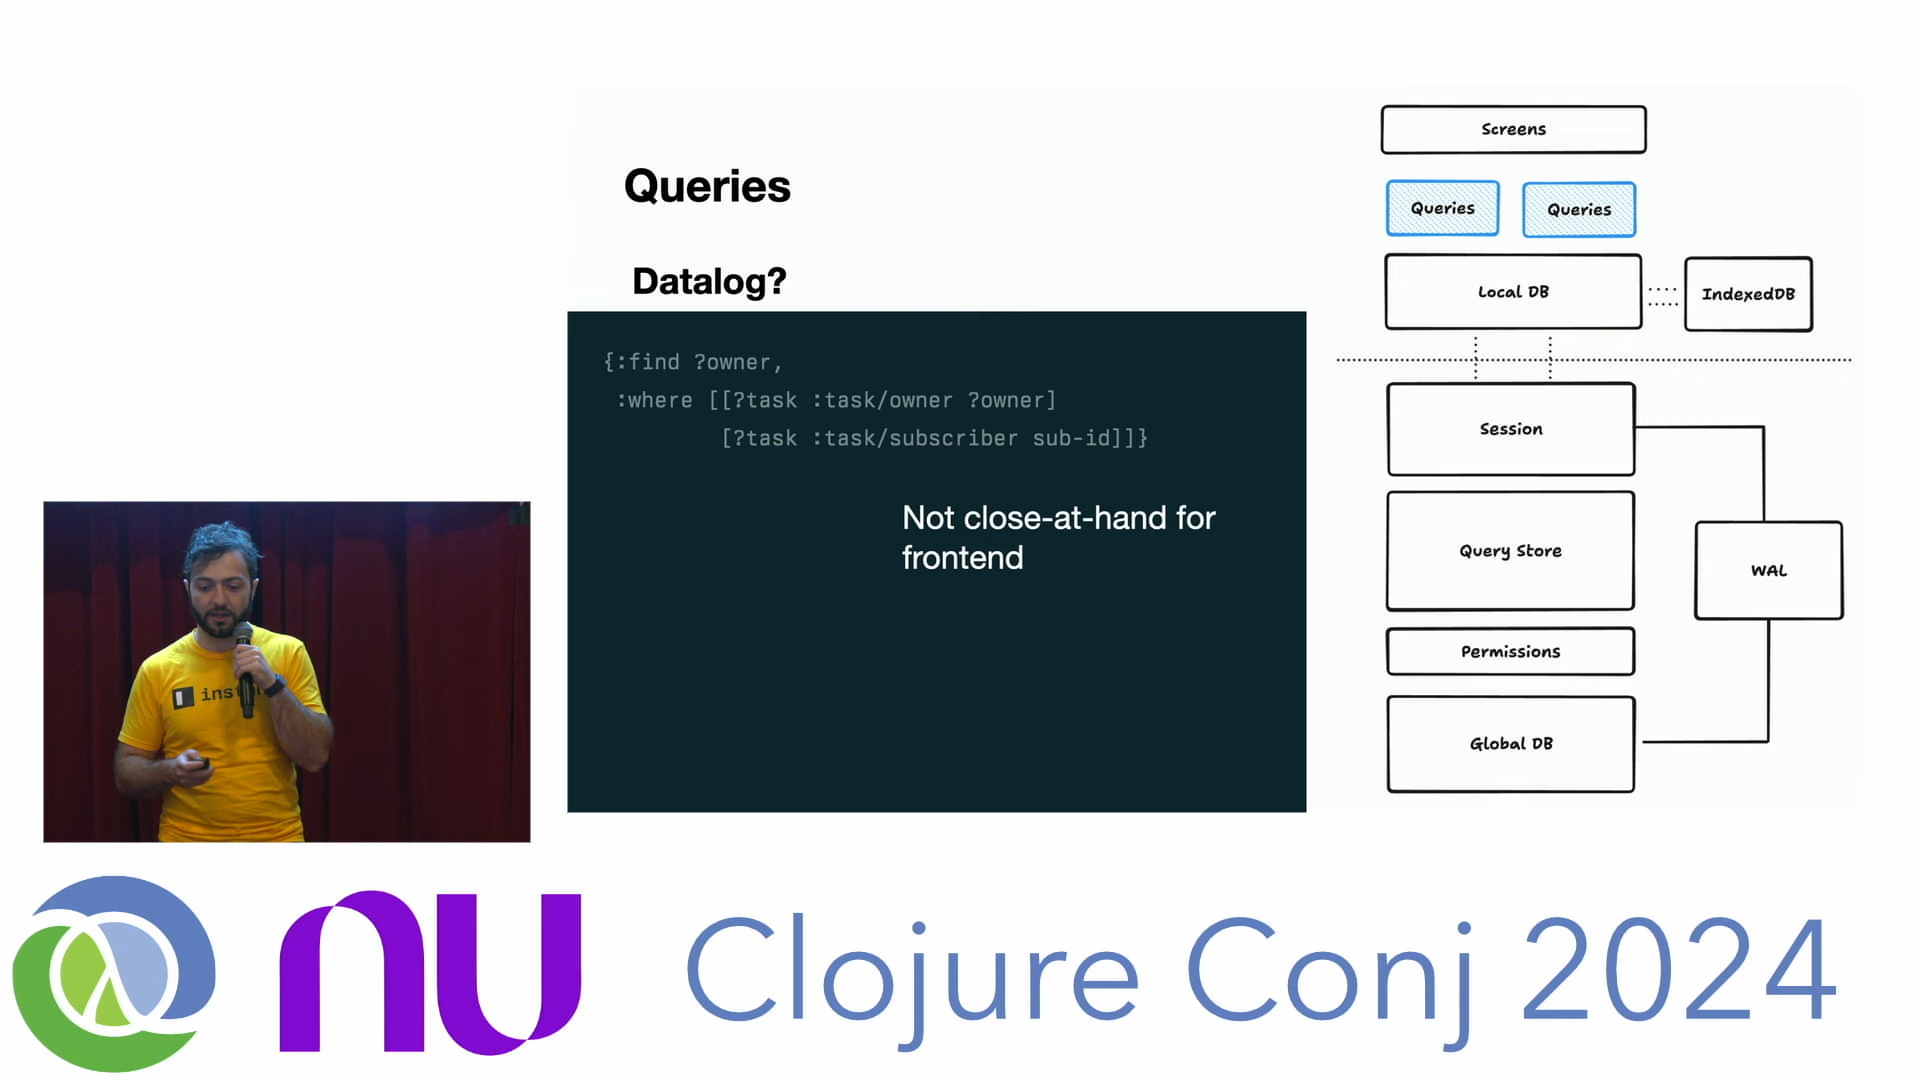 Queries
Datalog?
{:find ?owner,
:where [[?task :task/owner ?owner]
[?task :task/subscriber sub-id]]}
Not close-at-hand for
frontend
Screens
Queries
Queries
Local DB
IndexedDB
Session
Query Store
WAL
Permissions
Global DB
nu
Clojure Conj 2024